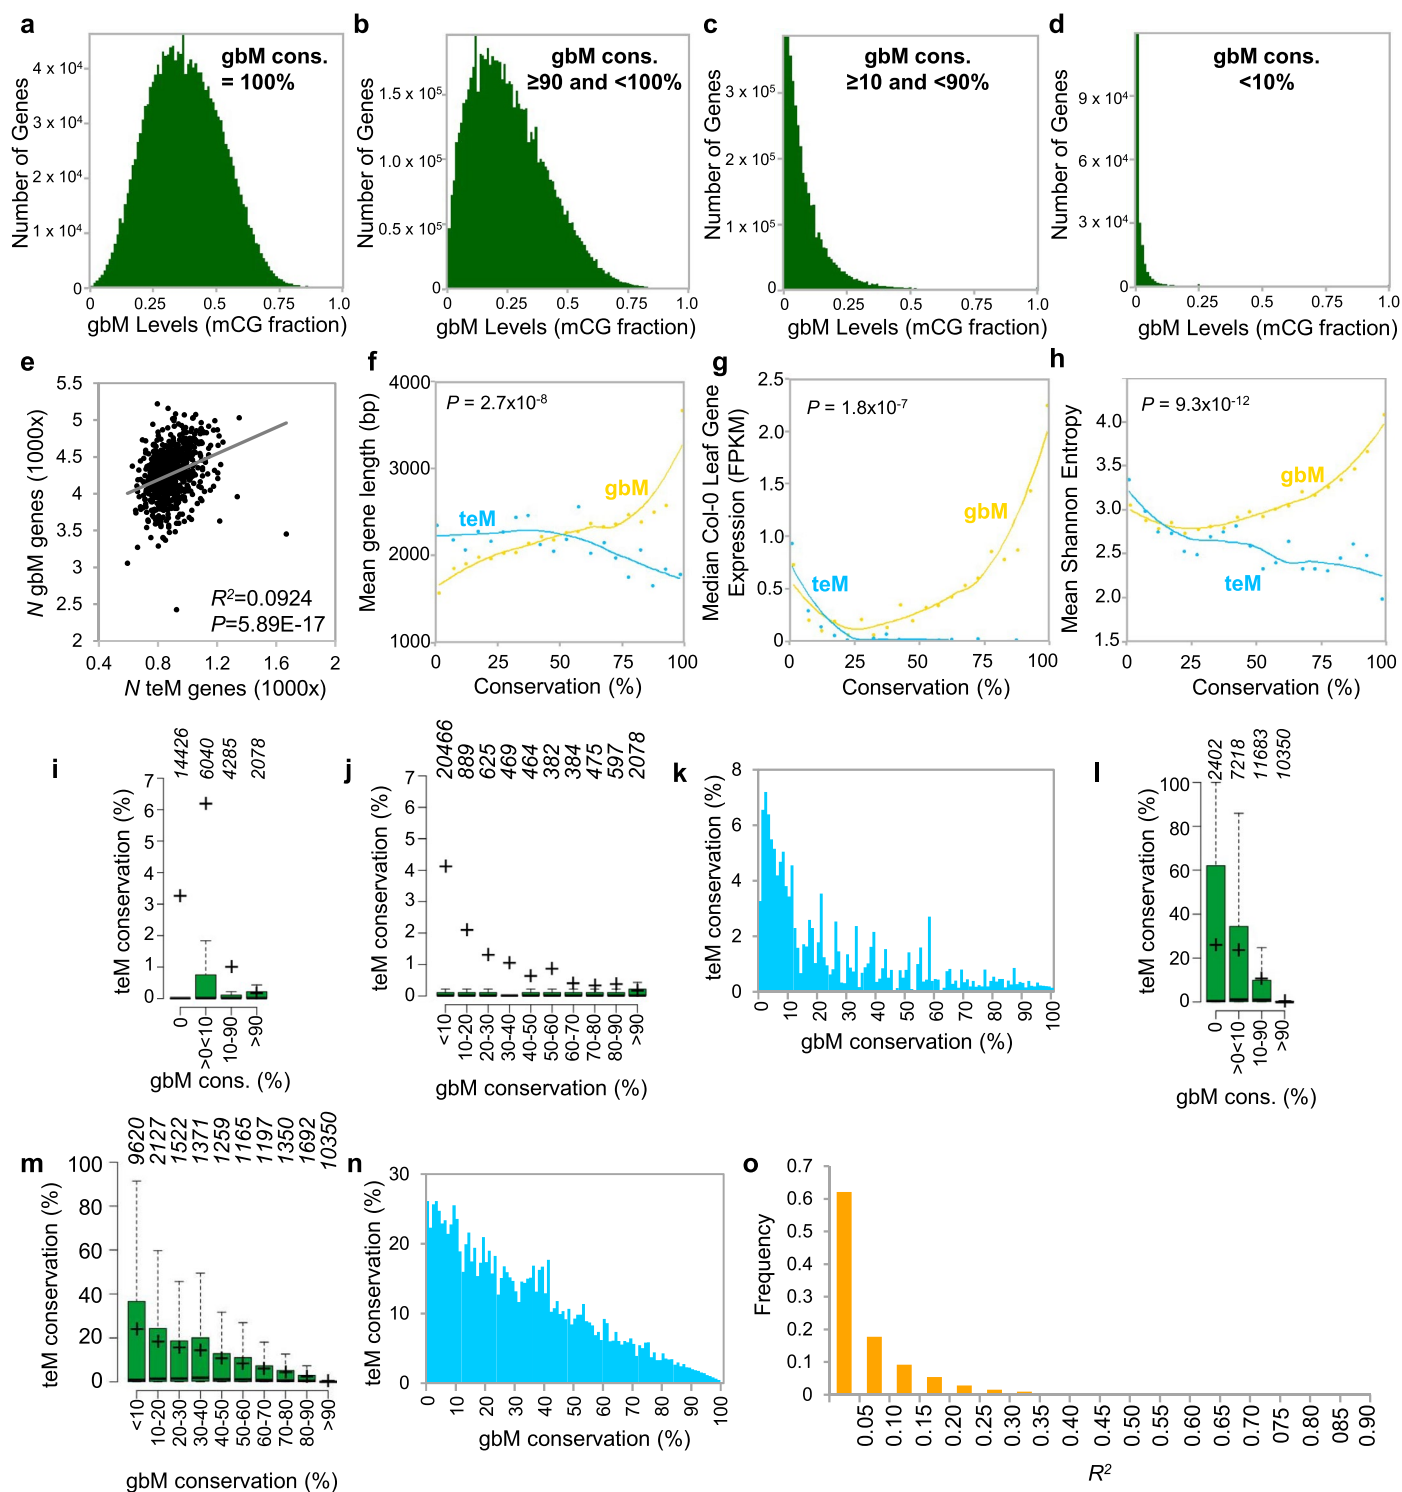 a
gbM cons.
= 100%
Number of Genes
4 x 10⁴
3 x 10⁴
2 x 10⁴
1 x 10⁴
0
0 0.25 0.5 0.75 1.0
gbM Levels (mCG fraction)
b
gbM cons.
≥90 and <100%
Number of Genes
1.5 x 10⁵
1.0 x 10⁵
0.5 x 10⁵
0
0 0.25 0.5 0.75 1.0
gbM Levels (mCG fraction)
c
gbM cons.
≥10 and <90%
Number of Genes
3 x 10⁵
2 x 10⁵
1 x 10⁵
0
0 0.25 0.5 0.75 1.0
gbM Levels (mCG fraction)
d
gbM cons.
<10%
Number of Genes
9 x 10⁴
6 x 10⁴
3 x 10⁴
0
0 0.25 0.5 0.75 1.0
gbM Levels (mCG fraction)
e
N gbM genes (1000x)
5.5
5
4.5
4
3.5
3
2.5
2
R²=0.0924
P=5.89E-17
0.4 0.8 1.2 1.6 2
N teM genes (1000x)
f
Mean gene length (bp)
4000
3000
2000
1000
P = 2.7x10-8
gbM
teM
0 25 50 75 100
Conservation (%)
g
Median Col-0 Leaf Gene
Expression (FPKM)
2.5
2.0
1.5
1.0
0.5
0
P = 1.8x10-7
gbM
teM
0 25 50 75 100
Conservation (%)
h
Mean Shannon Entropy
4.0
3.5
3.0
2.5
2.0
1.5
P = 9.3x10-12
gbM
teM
0 25 50 75 100
Conservation (%)
i
14426 6040 4285 2078
teM conservation (%)
7
6
5
4
3
2
1
0
0 >0<10 10-90 >90
gbM cons. (%)
j
20466 889 625 469 464 382 384 475 597 2078
teM conservation (%)
7
6
5
4
3
2
1
0
<10 10-20 20-30 30-40 40-50 50-60 60-70 70-80 80-90 >90
gbM conservation (%)
k
teM conservation (%)
8
6
4
2
0
0 10 20 30 40 50 60 70 80 90 100
gbM conservation (%)
l
2402 7218 11683 10350
teM conservation (%)
100
80
60
40
20
0
0 >0<10 10-90 >90
gbM cons. (%)
m
9620 2127 1522 1371 1259 1165 1197 1350 1692 10350
teM conservation (%)
100
80
60
40
20
0
<10 10-20 20-30 30-40 40-50 50-60 60-70 70-80 80-90 >90
gbM conservation (%)
n
teM conservation (%)
30
20
10
0
0 10 20 30 40 50 60 70 80 90 100
gbM conservation (%)
o
Frequency
0.7
0.6
0.5
0.4
0.3
0.2
0.1
0
0.05 0.10 0.15 0.20 0.25 0.30 0.35 0.40 0.45 0.50 0.55 0.60 0.65 0.70 075 0.80 085 0.90
R²